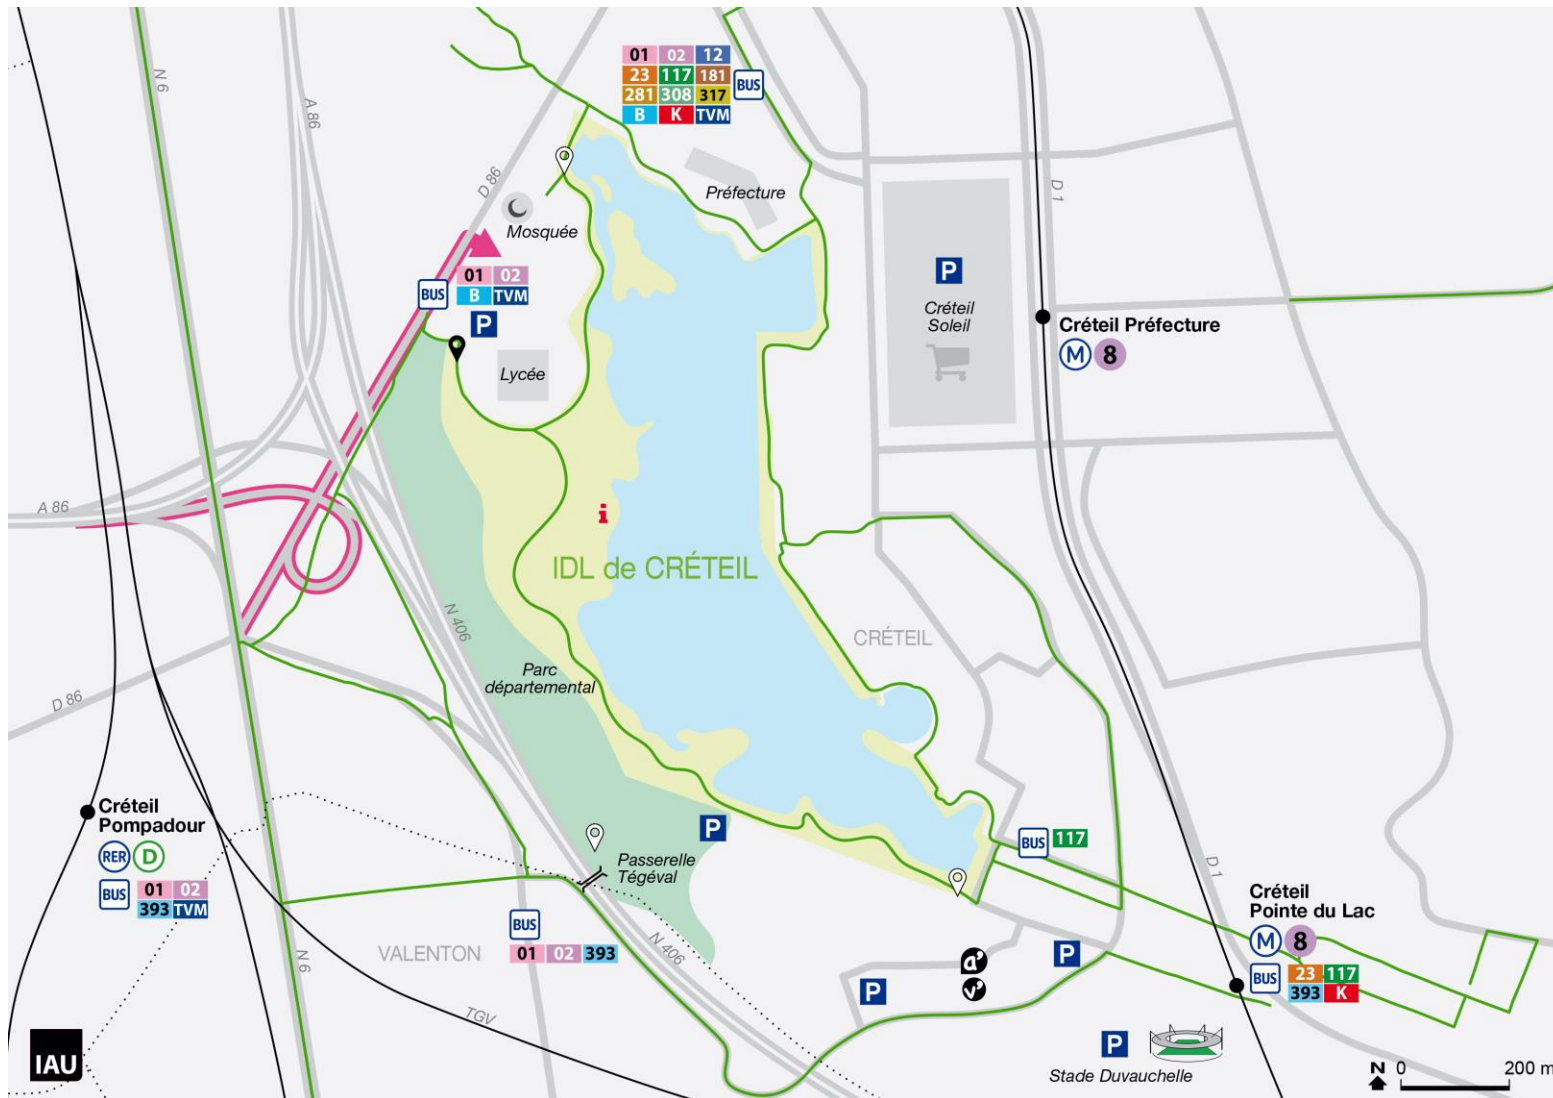 N 6
A 86
D 86
01 02 12
23 117 181
281 308 317
B K TVM
BUS
Préfecture
D 1
Mosquée
01 02
B TVM
BUS
P
Lycée
P
Créteil
Soleil
Créteil Préfecture
M 8
A 86
i
IDL de CRÉTEIL
N 406
CRÉTEIL
Parc
départemental
D 86
Créteil
Pompadour
RER D
BUS
01 02
393 TVM
P
Passerelle
Tégéval
BUS 117
D 1
Créteil
Pointe du Lac
M 8
BUS
23 117
393 K
BUS
01 02 393
VALENTON
N 6
N 406
a'
v'
P
P
TGV
IAU
P
Stade Duvauchelle
N 0 200 m